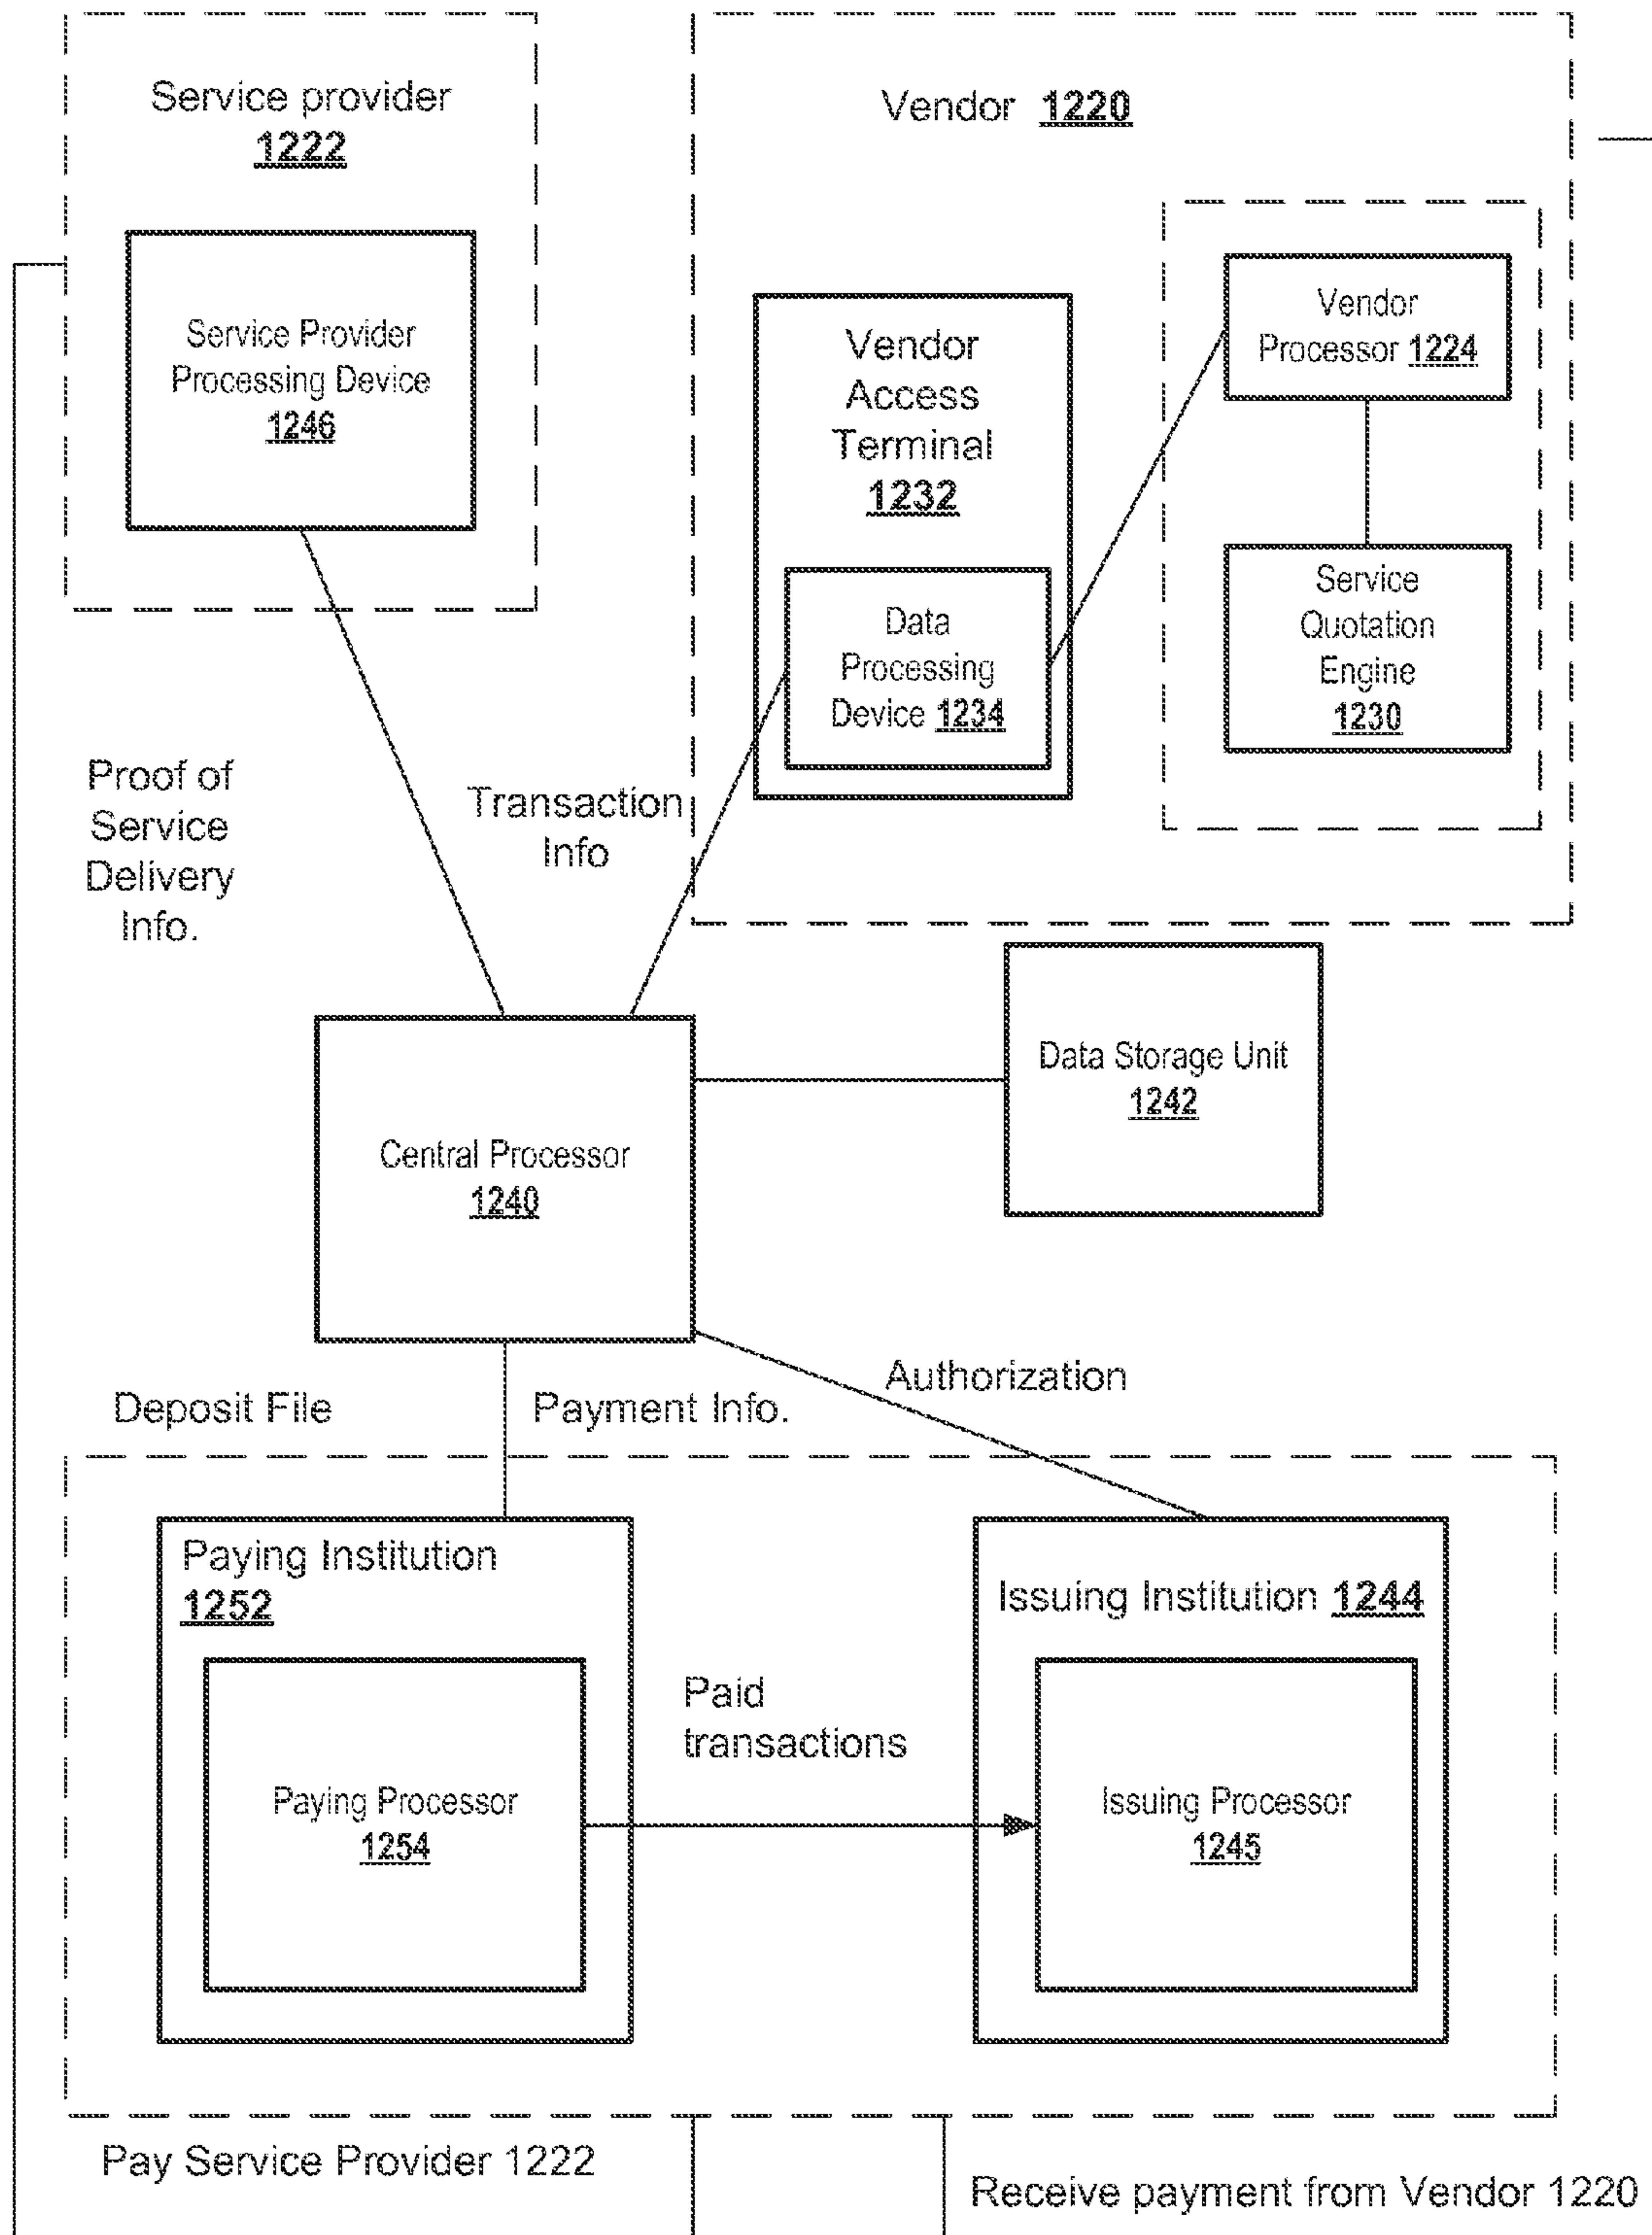 Service provider
1222
Vendor 1220
Service Provider
Processing Device
1246
Vendor
Access
Terminal
1232
Data
Processing
Device 1234
Vendor
Processor 1224
Service
Quotation
Engine
1230
Proof of
Service
Delivery
Info.
Transaction
Info
Data Storage Unit
1242
Central Processor
1240
Deposit File
Payment Info.
Authorization
Paying Institution
1252
Issuing Institution 1244
Paid
transactions
Paying Processor
1254
Issuing Processor
1245
Pay Service Provider 1222
Receive payment from Vendor 1220